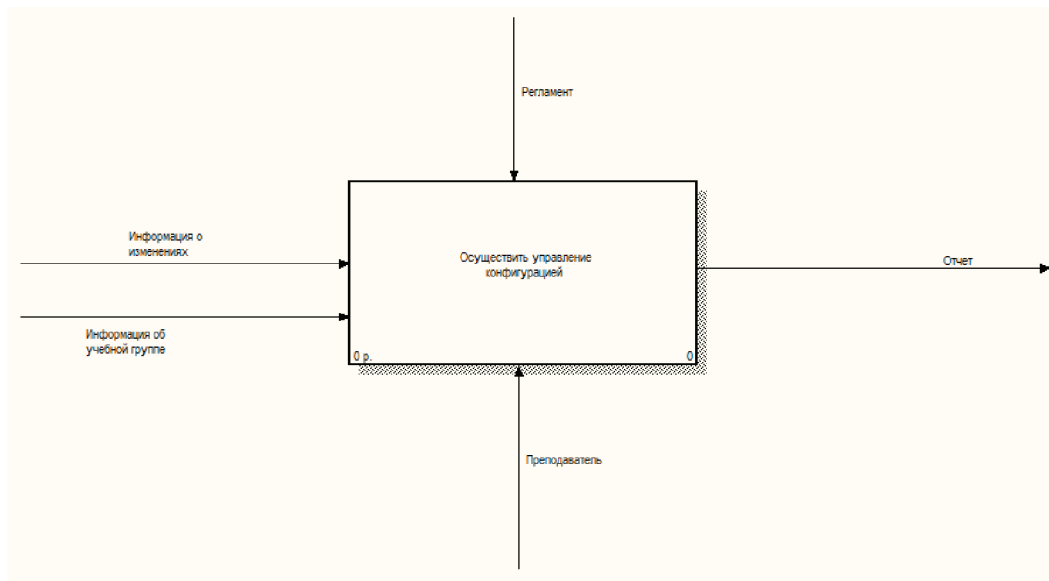 Регламент
Информация о
изменениях
Осуществить управление
конфигурацией
Отчет
Информация об
учебной группе
0 р.
0
Преподаватель